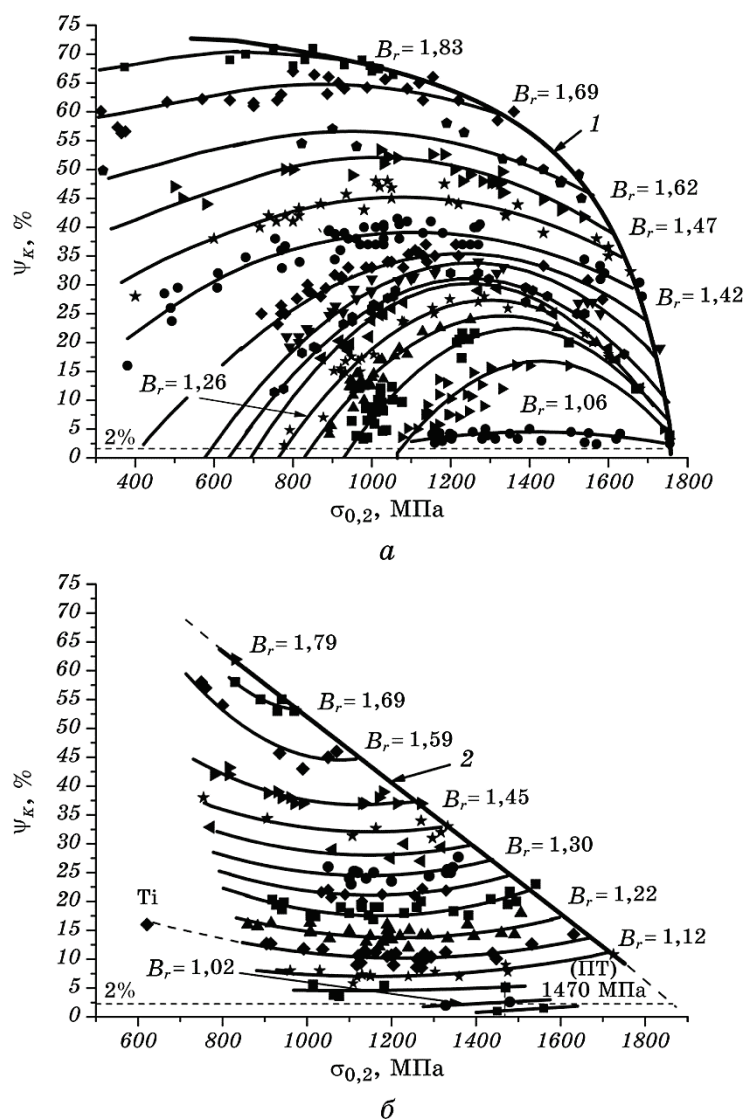 75
70
65
60
55
50
45
40
35
30
25
20
15
10
5
0
ψK, %
Br= 1,83
Br= 1,69
1
Br= 1,62
Br= 1,47
Br= 1,42
Br= 1,26
Br= 1,06
2%
400 600 800 1000 1200 1400 1600 1800
σ0,2, МПа
а
75
70
65
60
55
50
45
40
35
30
25
20
15
10
5
0
ψK, %
Br= 1,79
Br= 1,69
Br= 1,59
2
Br= 1,45
Br= 1,30
Ti
Br= 1,22
Br= 1,12
Br= 1,02
(ПТ)
2%
1470 МПа
600 800 1000 1200 1400 1600 1800
σ0,2, МПа
б